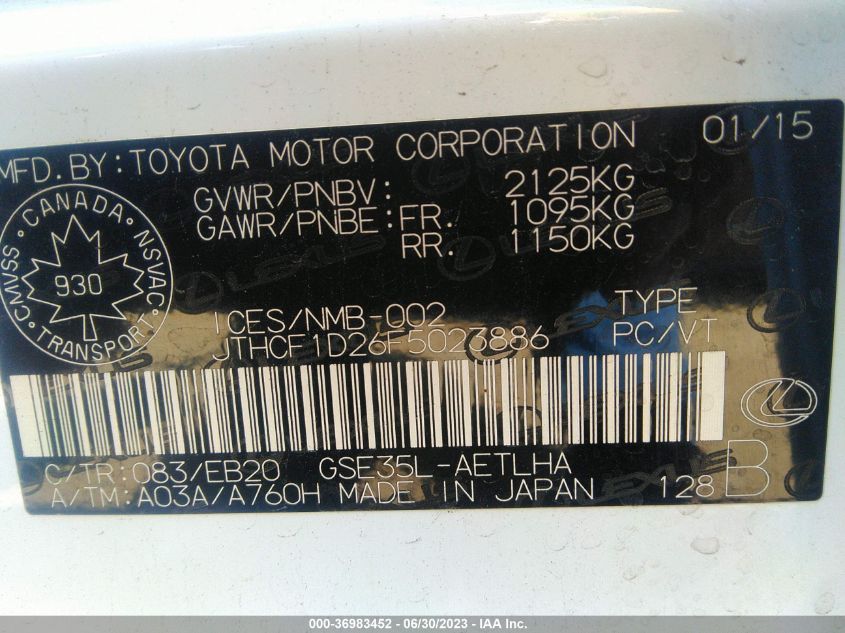 MFD.BY:TOYOTA MOTOR CORPORATION 01/15
GVWR/PNBV: 2125KG
GAWR/PNBE:FR. 1095KG
RR. 1150KG
CANADA
CMVSS NSVAC
930
TRANSPORT
ICES/NMB-002
TYPE
JTHCF1D26F5023886
PC/VT
C/TR:083/EB20 GSE35L-AETLHA
A/TM:A03A/A760H MADE IN JAPAN 128 B
LEXUS
000-36983452 - 06/30/2023 - IAA Inc.